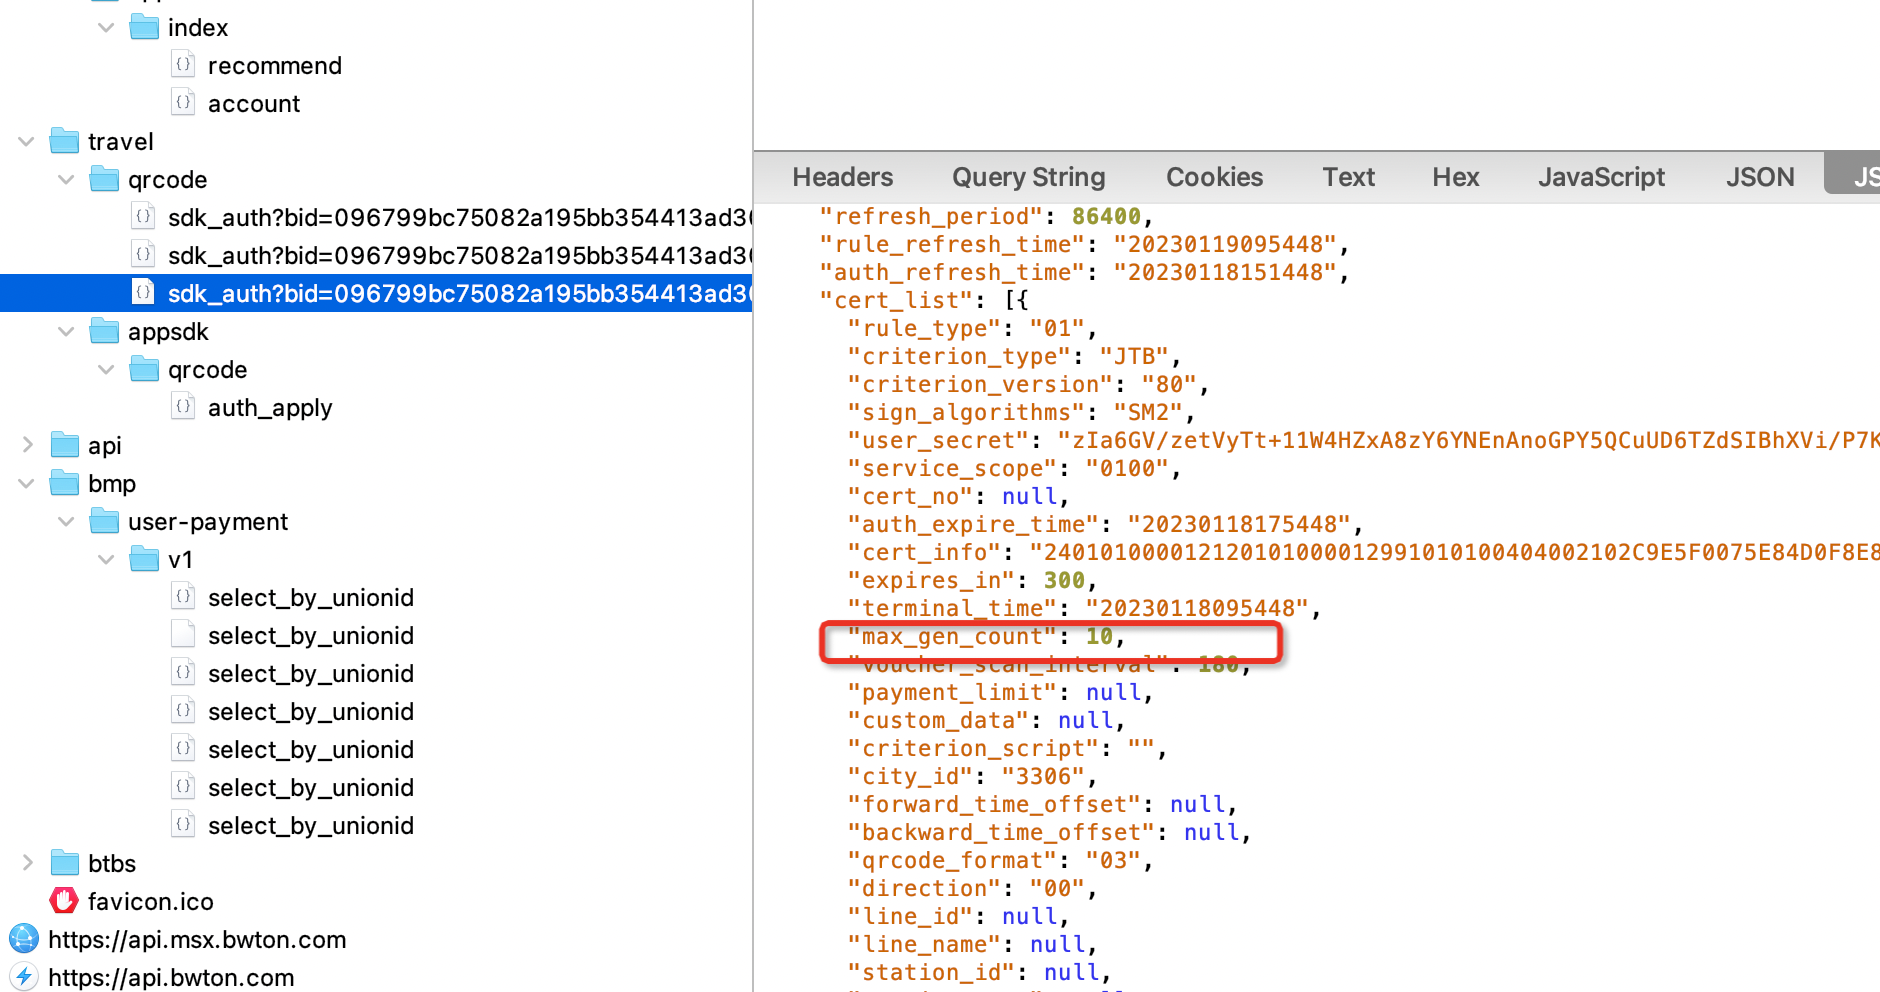 index
recommend
account
travel
qrcode
sdk_auth?bid=096799bc75082a195bb354413ad3
sdk_auth?bid=096799bc75082a195bb354413ad3
sdk_auth?bid=096799bc75082a195bb354413ad3
appsdk
qrcode
auth_apply
api
bmp
user-payment
v1
select_by_unionid
select_by_unionid
select_by_unionid
select_by_unionid
select_by_unionid
select_by_unionid
select_by_unionid
btbs
favicon.ico
https://api.msx.bwton.com
https://api.bwton.com
Headers Query String Cookies Text Hex JavaScript JSON JS
"refresh_period": 86400,
"rule_refresh_time": "20230119095448",
"auth_refresh_time": "20230118151448",
"cert_list": [{
"rule_type": "01",
"criterion_type": "JTB",
"criterion_version": "80",
"sign_algorithms": "SM2",
"user_secret": "zIa6GV/zetVyTt+11W4HZxA8zY6YNEnAnoGPY5QCuUD6TZdSIBhXVi/P7K
"service_scope": "0100",
"cert_no": null,
"auth_expire_time": "20230118175448",
"cert_info": "2401010000121201010000129910101004040021 02C9E5F0075E84D0F8E8
"expires_in": 300,
"terminal_time": "20230118095448",
"max_gen_count": 10,
"voucher_scan_interval": 180,
"payment_limit": null,
"custom_data": null,
"criterion_script": "",
"city_id": "3306",
"forward_time_offset": null,
"backward_time_offset": null,
"qrcode_format": "03",
"direction": "00",
"line_id": null,
"line_name": null,
"station_id": null,